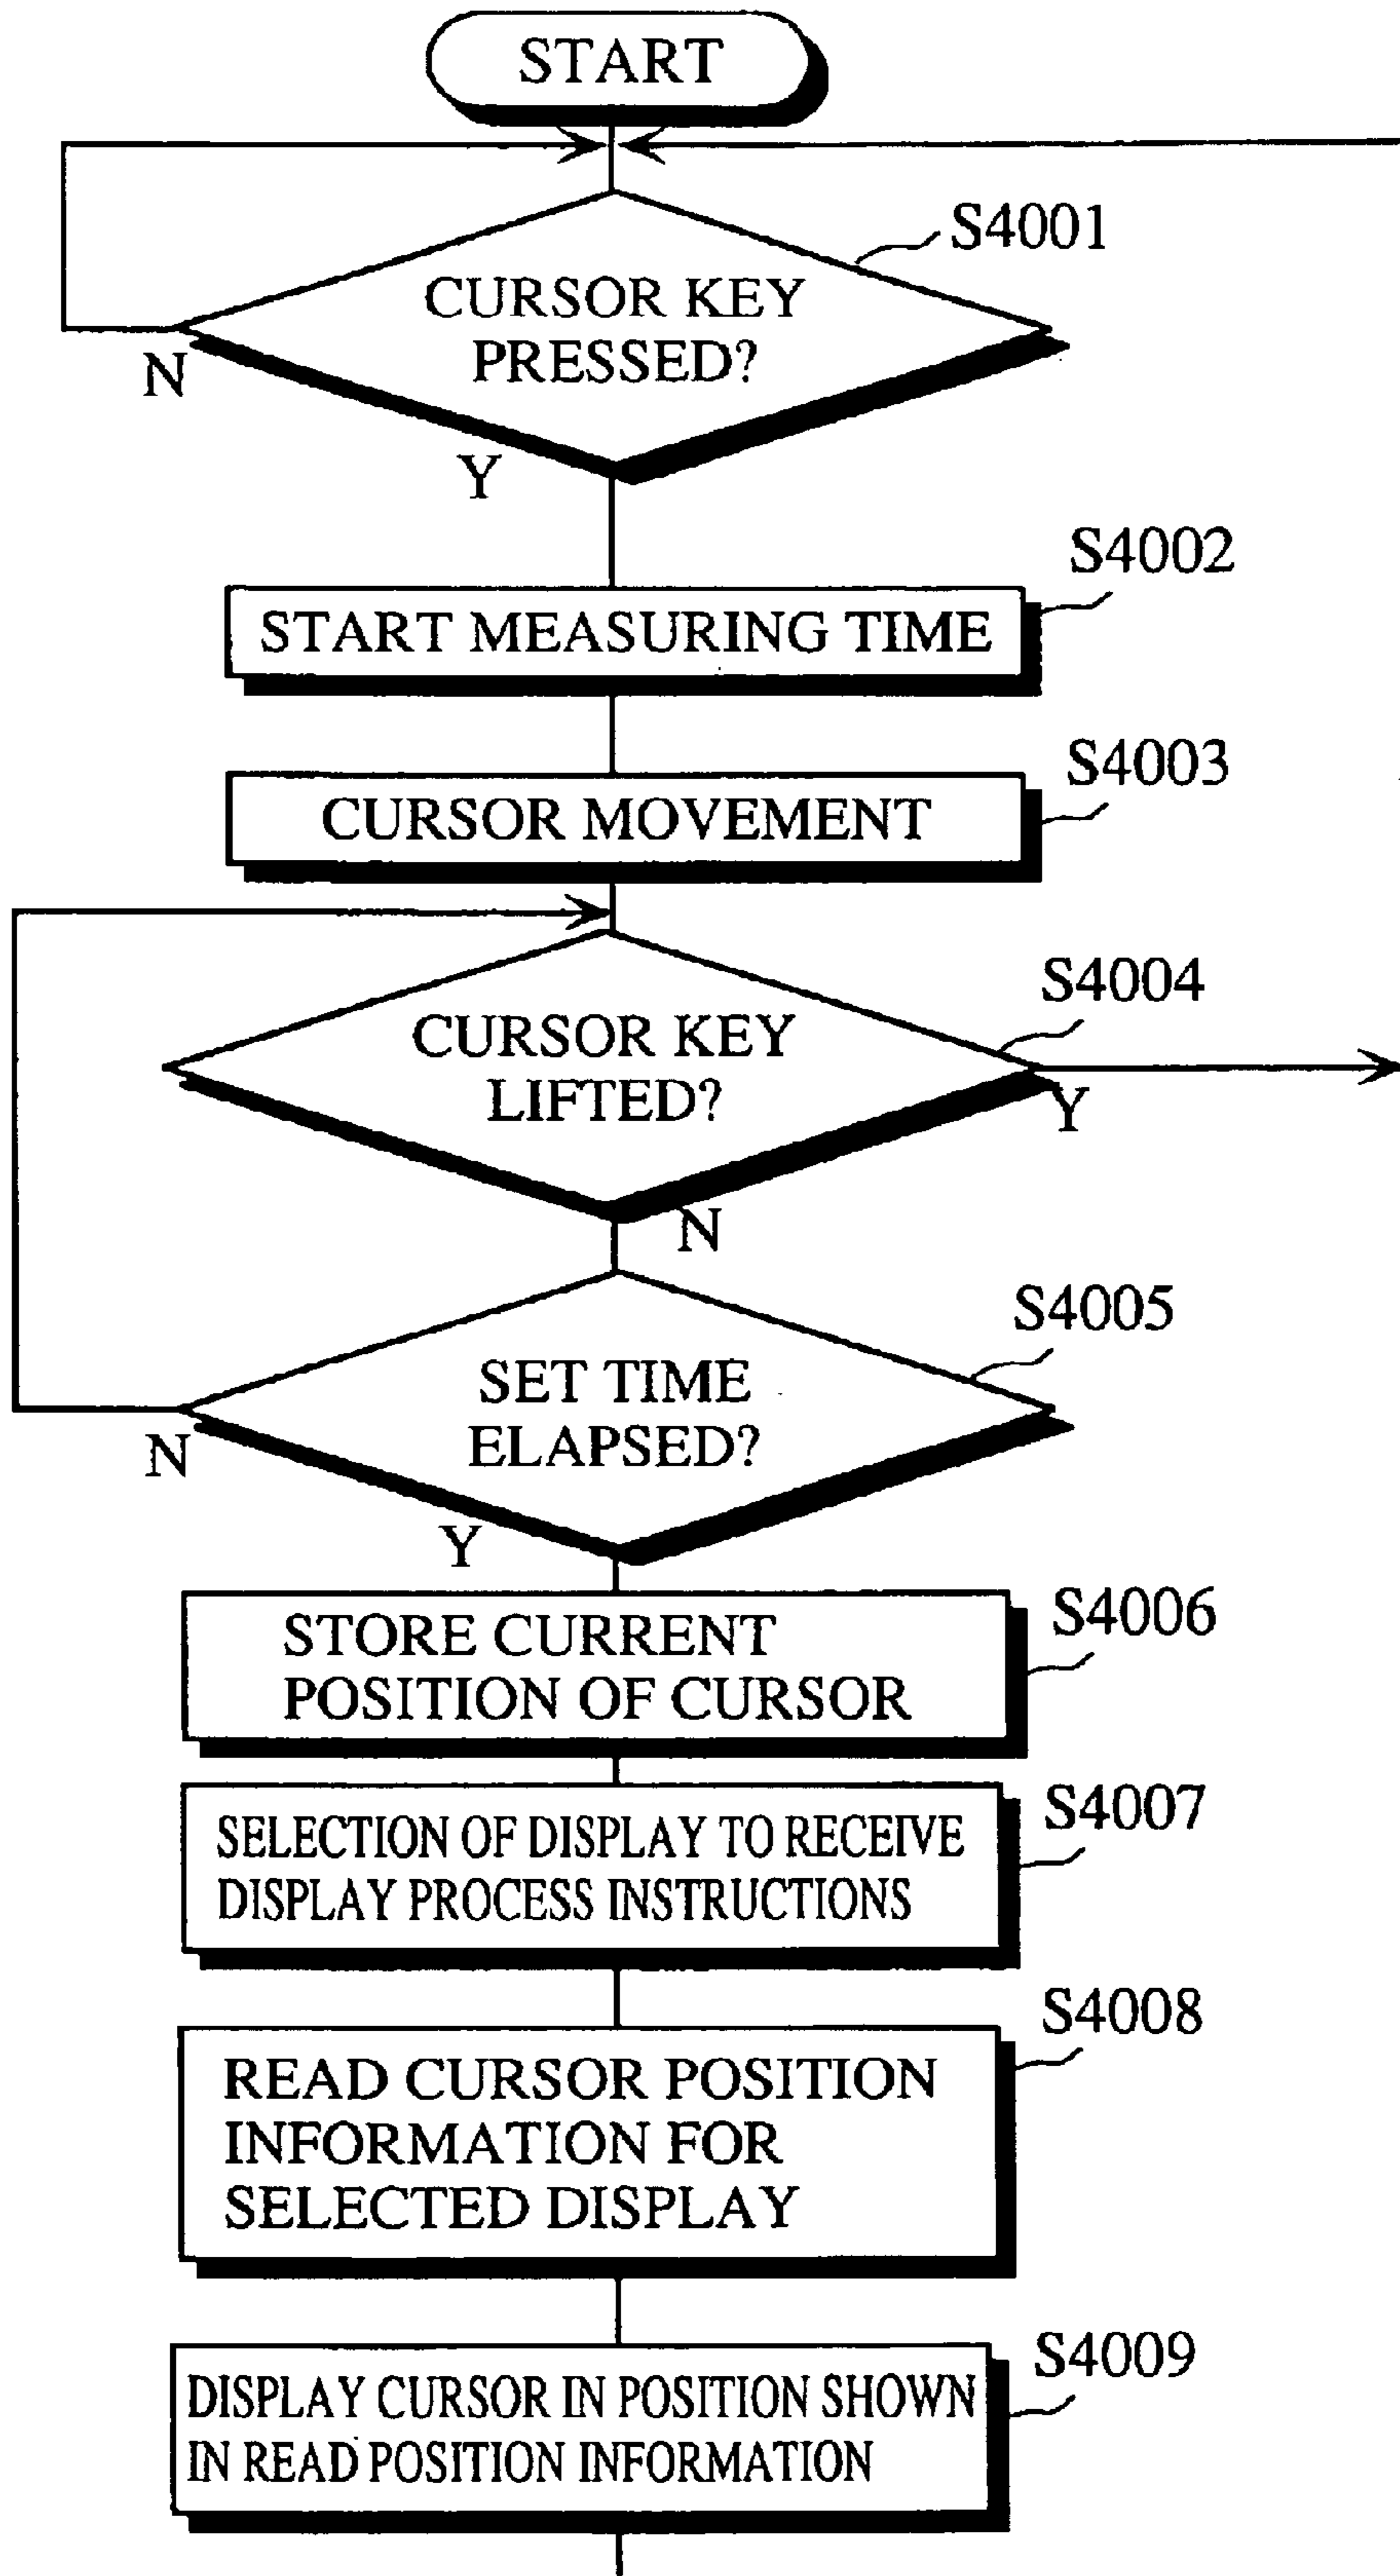 START
S4001
CURSOR KEY
PRESSED?
N
Y
S4002
START MEASURING TIME
S4003
CURSOR MOVEMENT
S4004
CURSOR KEY
LIFTED?
Y
N
S4005
SET TIME
ELAPSED?
N
Y
S4006
STORE CURRENT
POSITION OF CURSOR
S4007
SELECTION OF DISPLAY TO RECEIVE
DISPLAY PROCESS INSTRUCTIONS
S4008
READ CURSOR POSITION
INFORMATION FOR
SELECTED DISPLAY
S4009
DISPLAY CURSOR IN POSITION SHOWN
IN READ POSITION INFORMATION